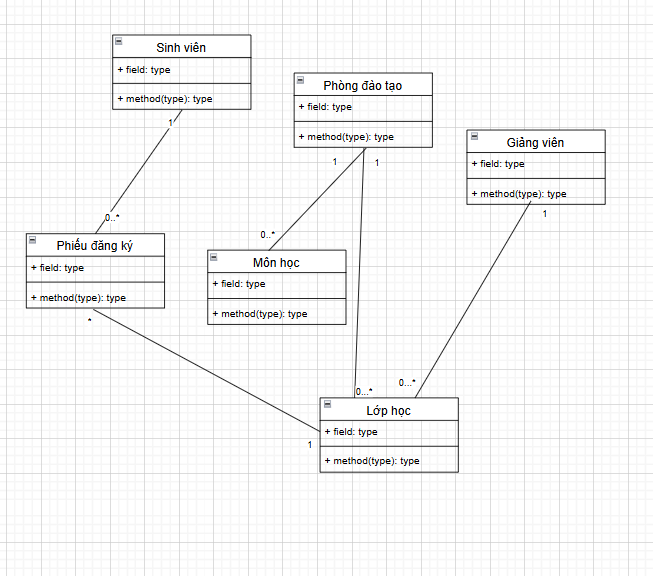 Sinh viên
+ field: type
+ method(type): type
1
0..*
Phòng đảo tạo
+ field: type
+ method(type): type
1
1
0..*
Giảng viên
+ field: type
+ method(type): type
1
Phiếu đăng ký
+ field: type
+ method(type): type
*
Môn học
+ field: type
+ method(type): type
0...*
0...*
Lớp học
+ field: type
+ method(type): type
1